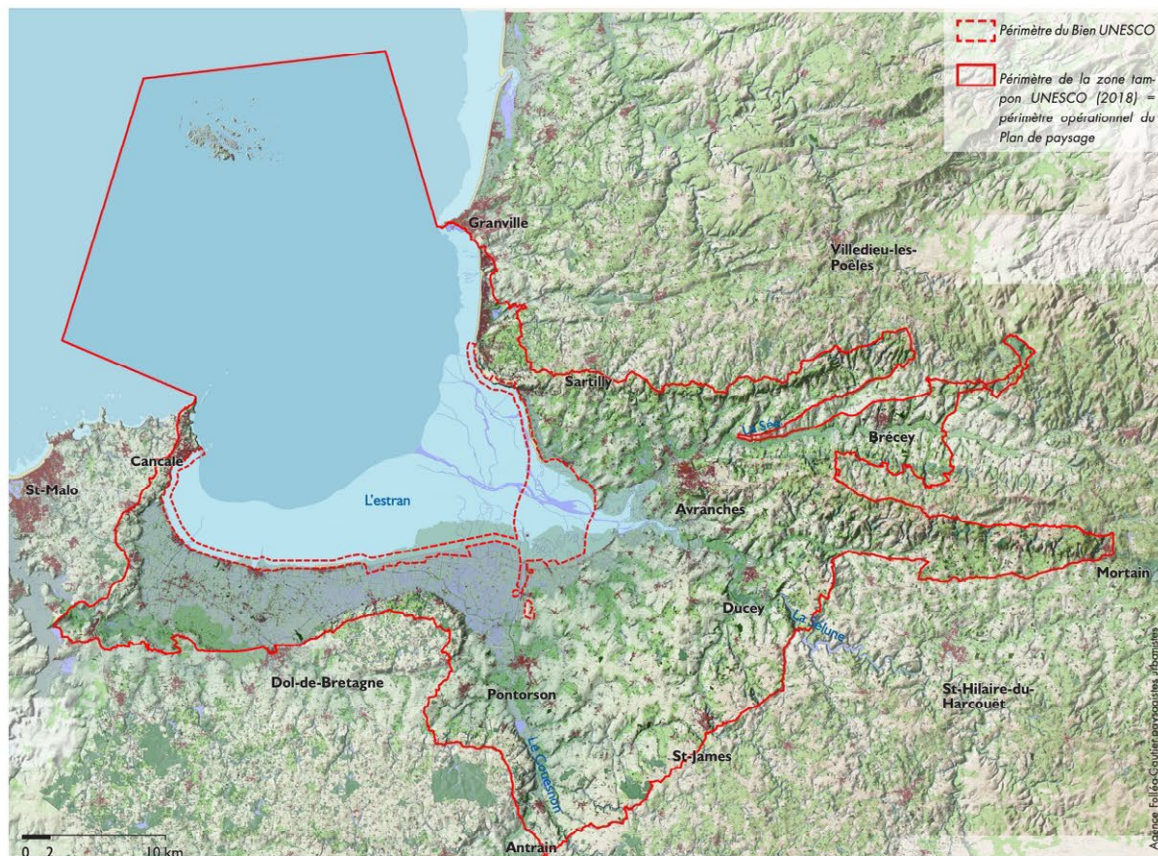 Périmètre du Bien UNESCO
Périmètre de la zone tam-
pon UNESCO (2018) =
périmètre opérationnel du
Plan de paysage
Granville
Villedieu-les-
Poêles
Sartilly
La Sée
Brécey
Cancale
St-Malo
L'estran
Avranches
Mortain
Ducey
La Sélune
Dol-de-Bretagne
Pontorson
St-Hilaire-du-
Harcouët
Le Couesnon
St-James
Antrain
0 2 10 km
Agence Folléa-Gautier paysagistes urbanistes